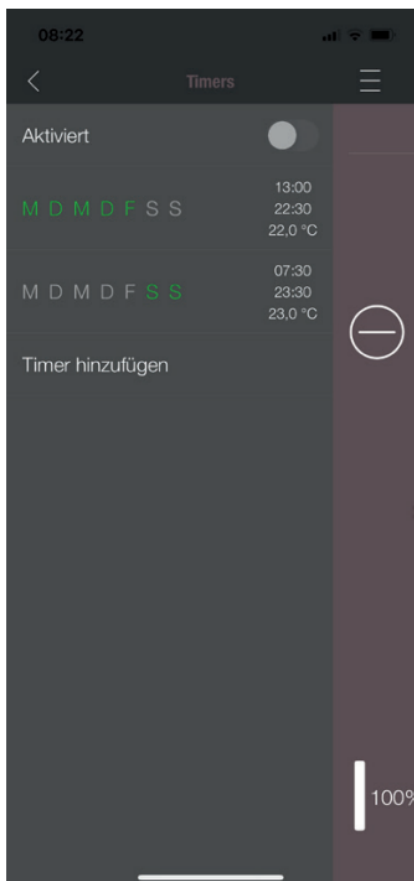 08:22
Timers
Aktiviert
13:00
M D M D F S S
22:30
22,0 °C
07:30
M D M D F S S
23:30
23,0 °C
Timer hinzufügen
100%